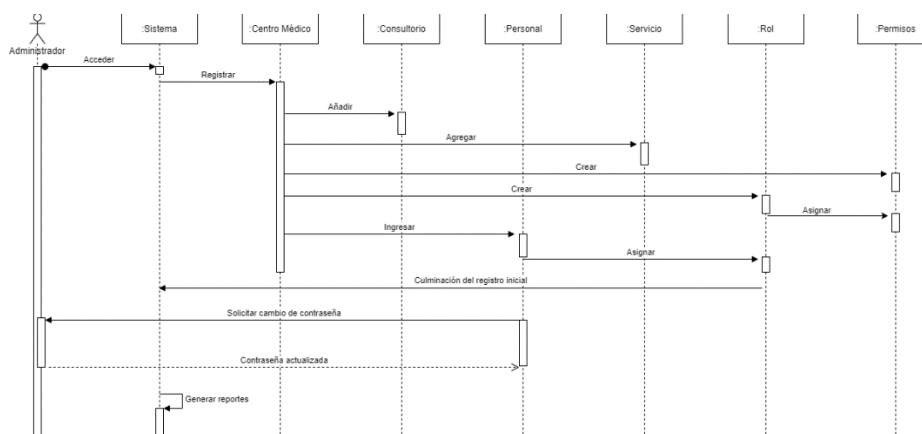 :Sistema
:Centro Médico
:Consultorio
:Personal
:Servicio
:Rol
:Permisos
Administrador
Acceder
Registrar
Añadir
Agregar
Crear
Crear
Asignar
Ingresar
Asignar
Culminación del registro inicial
Solicitar cambio de contraseña
Contraseña actualizada
Generar reportes